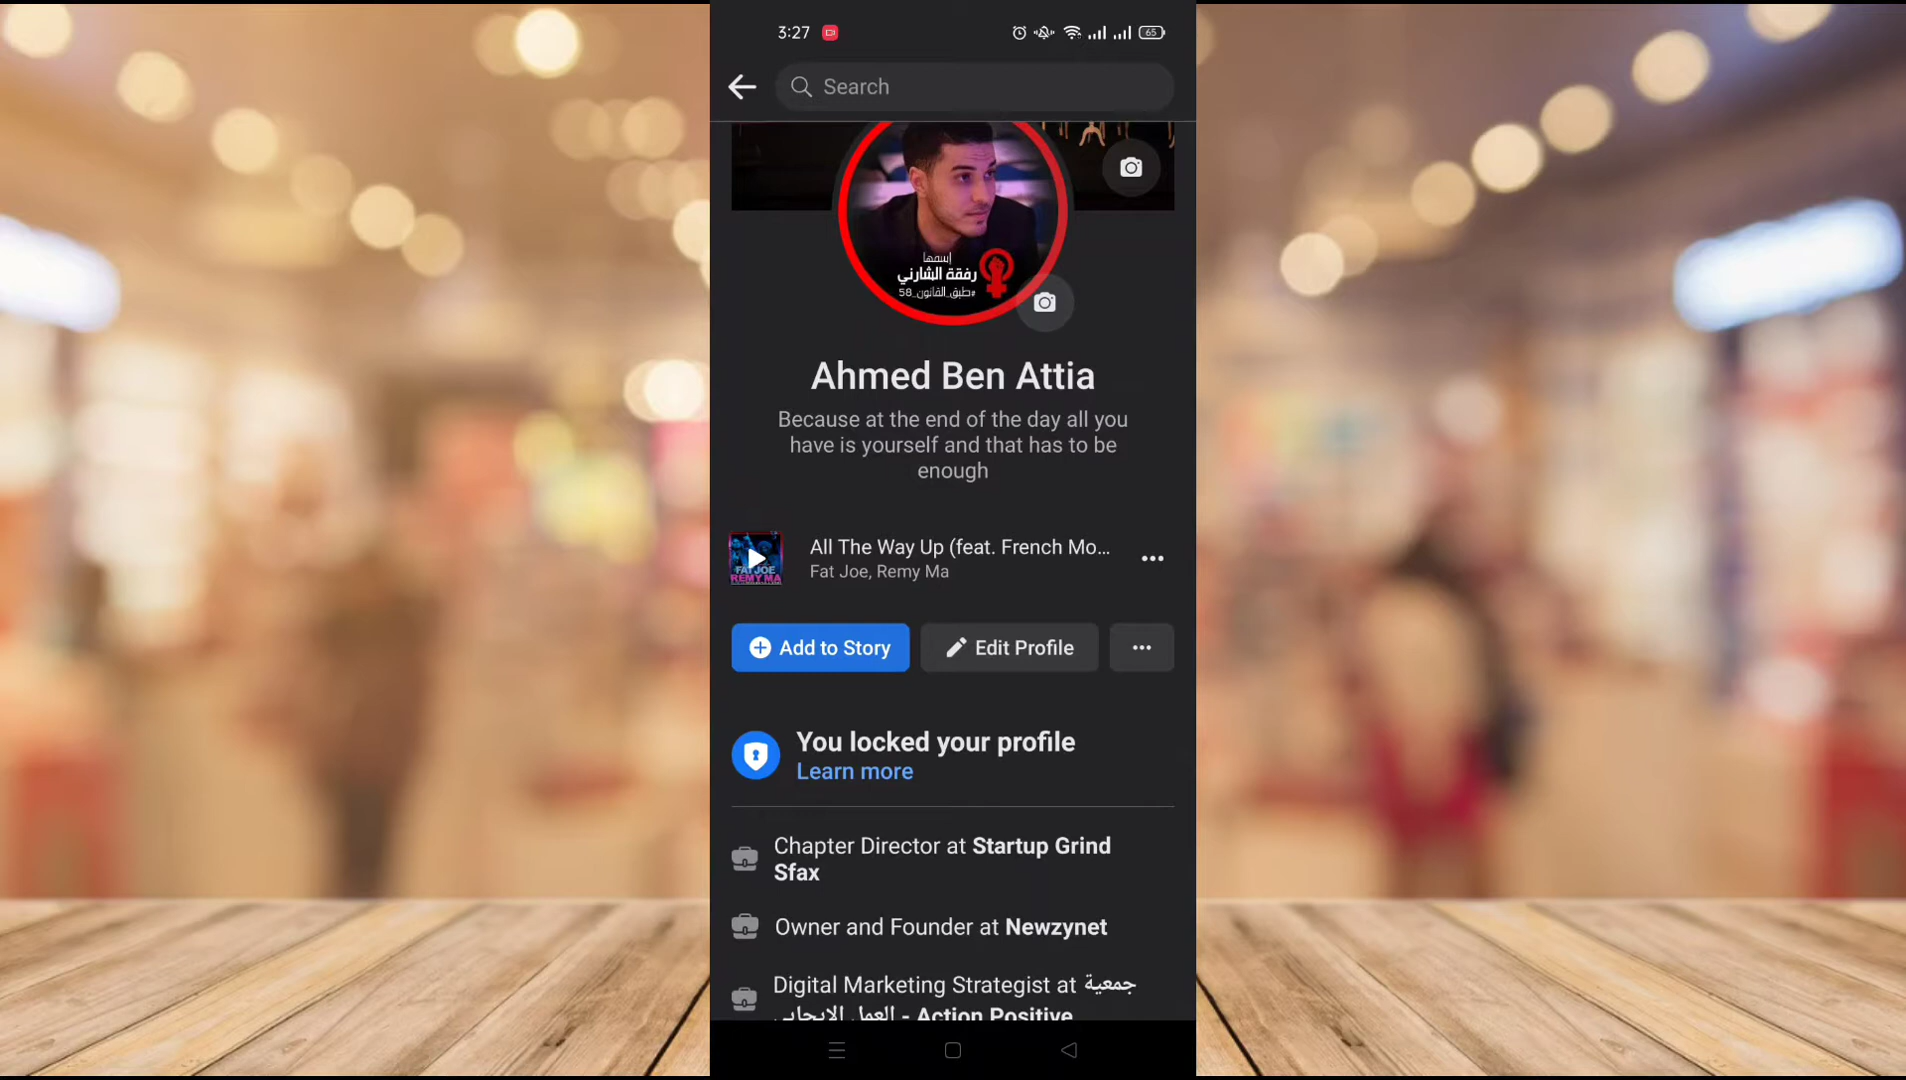 3:27
65
Search
إسمها
رفقة الشارني
#طبق_القانون_58
Ahmed Ben Attia
Because at the end of the day all you
have is yourself and that has to be
enough
FAT JOE
REMY MA
All The Way Up (feat. French Mo...
Fat Joe, Remy Ma
Add to Story
Edit Profile
You locked your profile
Learn more
Chapter Director at Startup Grind
Sfax
Owner and Founder at Newzynet
Digital Marketing Strategist at جمعية
العمل الإيجابي - Action Positive